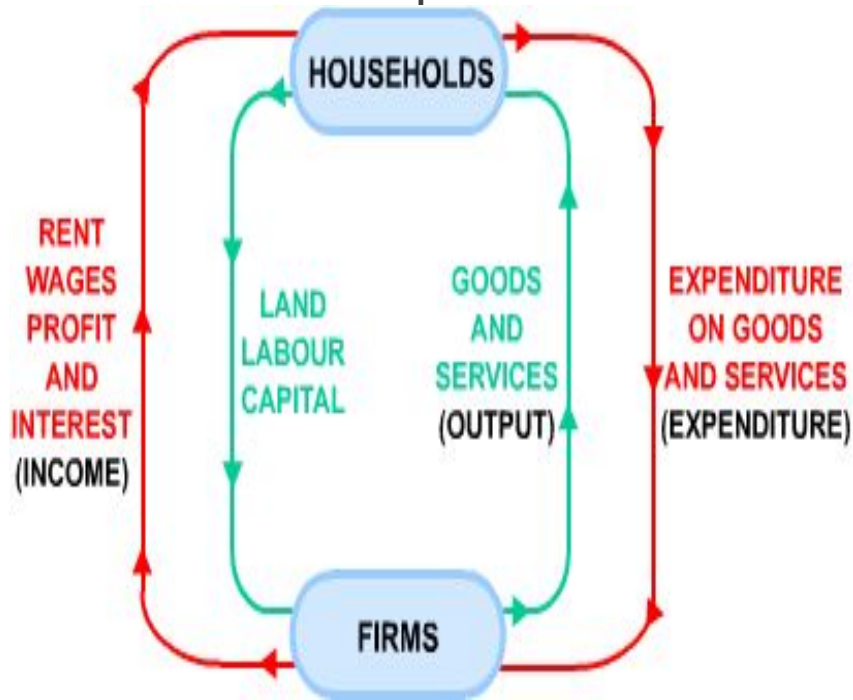 HOUSEHOLDS
RENT
WAGES
PROFIT
AND
INTEREST
(INCOME)
LAND
LABOUR
CAPITAL
GOODS
AND
SERVICES
(OUTPUT)
EXPENDITURE
ON GOODS
AND SERVICES
(EXPENDITURE)
FIRMS